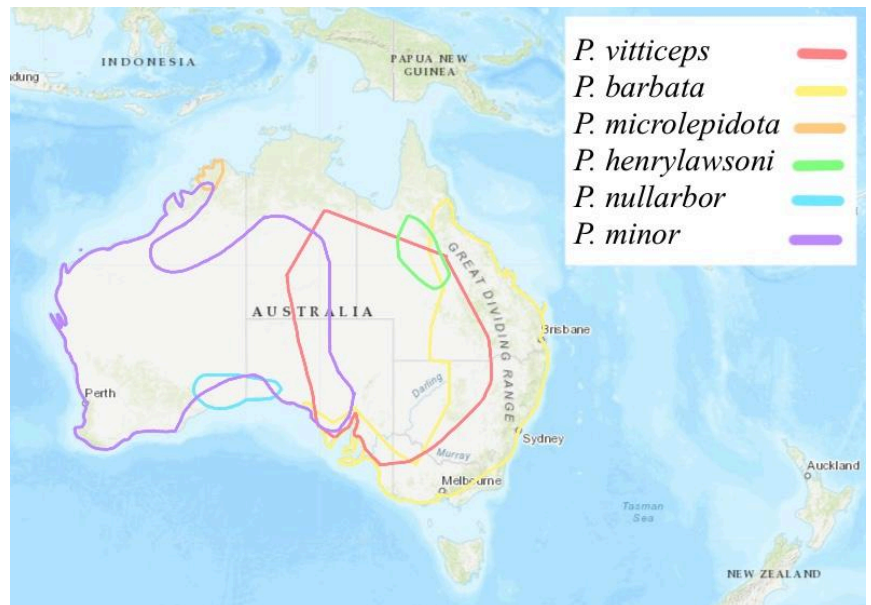 INDONESIA
PAPUA NEW
GUINEA
dung
P. vitticeps
P. barbata
P. microlepidota
P. henrylawsoni
P. nullarbor
P. minor
GREAT DIVIDING RANGE
AUSTRALIA
Brisbane
Perth
Darling
Sydney
Murray
Melbourne
Auckland
Tasman
Sea
NEW ZEALAND